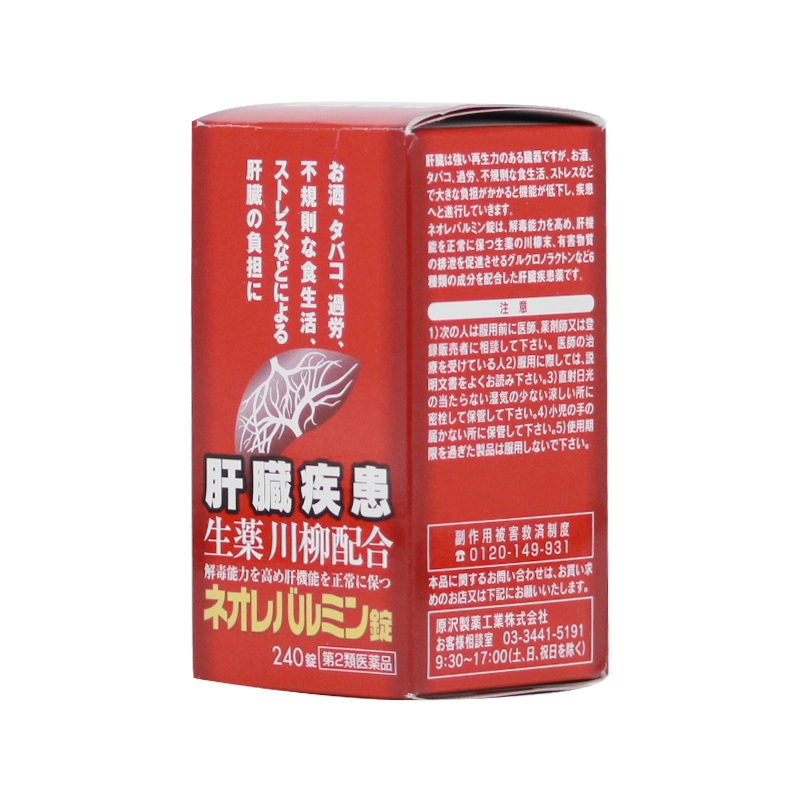 お酒、タバコ、過労、
不規則な食生活、
ストレスなどによる
肝臓の負担に
肝臓疾患
生薬 川柳配合
解毒能力を高め肝機能を正常に保つ
ネオレバルミン錠
240錠 第2類医薬品
肝臓は強い再生力のある臓器ですが、お酒、
タバコ、過労、不規則な食生活、ストレスなど
で大きな負担がかかると機能が低下し、疾患
へと進行していきます。
ネオレバルミン錠は、解毒能力を高め、肝機
能を正常に保つ生薬の川柳末、有害物質
の排泄を促進させるグルクロノラクトンなど6
種類の成分を配合した肝臓疾患薬です。
注意
1)次の人は服用前に医師、薬剤師又は登
録販売者に相談して下さい。医師の治
療を受けている人2)服用に際しては、説
明文書をよくお読み下さい。3)直射日光
の当たらない湿気の少ない涼しい所に
密栓して保管して下さい。4)小児の手の
届かない所に保管して下さい。5)使用期
限を過ぎた製品は服用しないで下さい。
副作用被害救済制度
☎0120-149-931
本品に関するお問い合わせは、お買い求
めのお店又は下記にお願いいたします。
原沢製薬工業株式会社
お客様相談室 03-3441-5191
9:30~17:00(土、日、祝日を除く)